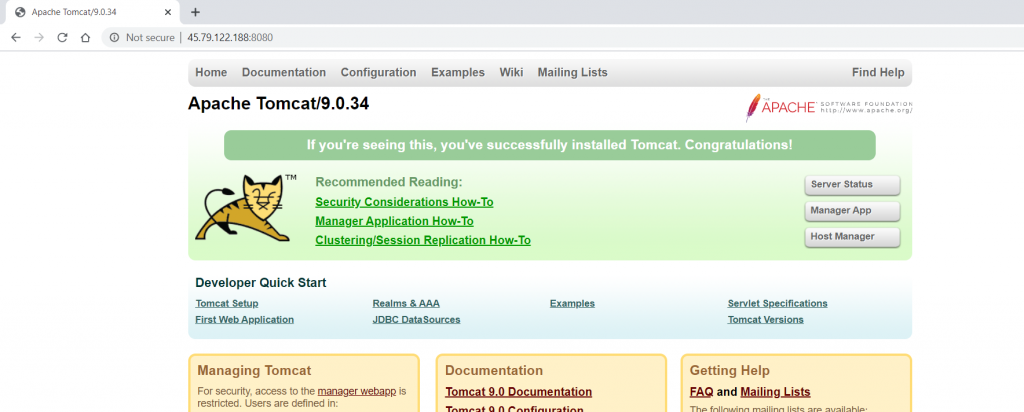 Apache Tomcat/9.0.34
Not secure | 45.79.122.188:8080
Home Documentation Configuration Examples Wiki Mailing Lists Find Help
Apache Tomcat/9.0.34
THE
APACHE SOFTWARE FOUNDATION
http://www.apache.org/
If you're seeing this, you've successfully installed Tomcat. Congratulations!
TM
Recommended Reading:
Security Considerations How-To
Manager Application How-To
Clustering/Session Replication How-To
Server Status
Manager App
Host Manager
Developer Quick Start
Tomcat Setup
First Web Application
Realms & AAA
JDBC DataSources
Examples
Servlet Specifications
Tomcat Versions
Managing Tomcat
For security, access to the manager webapp is
restricted. Users are defined in:
Documentation
Tomcat 9.0 Documentation
Tomcat 9.0 Configuration
Getting Help
FAQ and Mailing Lists
The following mailing lists are available: